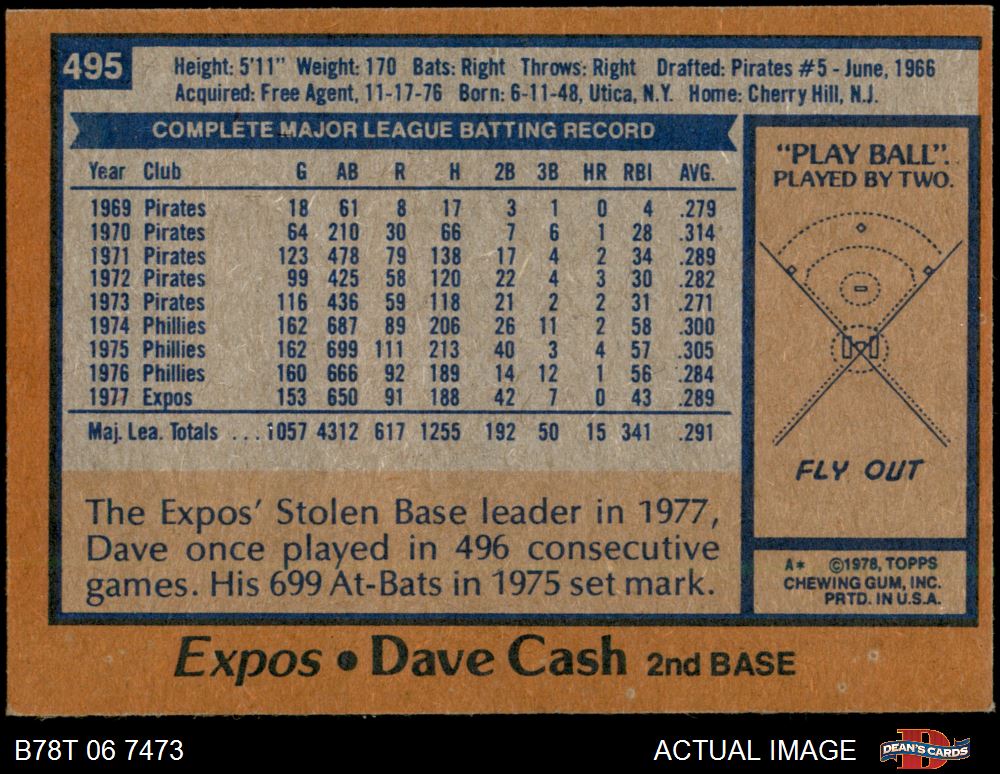 495
Height: 5'11" Weight: 170 Bats: Right Throws: Right Drafted: Pirates #5 - June, 1966
Acquired: Free Agent, 11-17-76 Born: 6-11-48, Utica, N.Y. Home: Cherry Hill, N.J.
COMPLETE MAJOR LEAGUE BATTING RECORD
Year Club G AB R H 2B 3B HR RBI AVG.
1969 Pirates 18 61 8 17 3 1 0 4 .279
1970 Pirates 64 210 30 66 7 6 1 28 .314
1971 Pirates 123 478 79 138 17 4 2 34 .289
1972 Pirates 99 425 58 120 22 4 3 30 .282
1973 Pirates 116 436 59 118 21 2 2 31 .271
1974 Phillies 162 687 89 206 26 11 2 58 .300
1975 Phillies 162 699 111 213 40 3 4 57 .305
1976 Phillies 160 666 92 189 14 12 1 56 .284
1977 Expos 153 650 91 188 42 7 0 43 .289
Maj. Lea. Totals ...1057 4312 617 1255 192 50 15 341 .291
The Expos' Stolen Base leader in 1977,
Dave once played in 496 consecutive
games. His 699 At-Bats in 1975 set mark.
"PLAY BALL".
PLAYED BY TWO.
FLY OUT
A* ©1978, TOPPS
CHEWING GUM, INC.
PRTD. IN U.S.A.
Expos • Dave Cash 2nd BASE
B78T 06 7473 ACTUAL IMAGE
DEAN'S CARDS